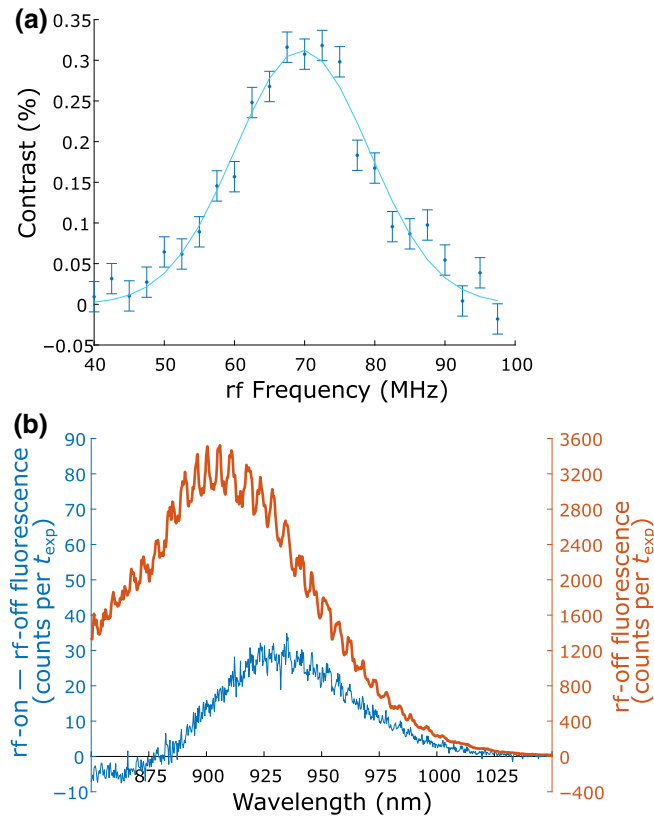 (a)
Contrast (%)
0.35
0.3
0.25
0.2
0.15
0.1
0.05
0
−0.05
40 50 60 70 80 90 100
rf Frequency (MHz)
(b)
rf-on — rf-off fluorescence
(counts per texp)
90
80
70
60
50
40
30
20
10
0
−10
3600
3200
2800
2400
2000
1600
1200
800
400
0
−400
rf-off fluorescence
(counts per texp)
875 900 925 950 975 1000 1025
Wavelength (nm)